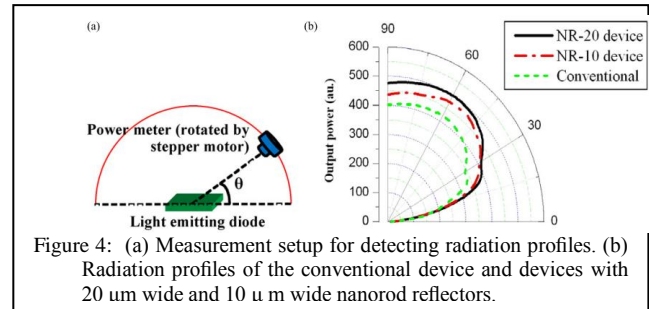 (a)
Power meter (rotated by
stepper motor)
θ
Light emitting diode
(b)
90
60
30
0
600
500
400
300
200
100
0
Output power (au.)
NR-20 device
NR-10 device
Conventional
Figure 4: (a) Measurement setup for detecting radiation profiles. (b)
Radiation profiles of the conventional device and devices with
20 μm wide and 10 μ m wide nanorod reflectors.